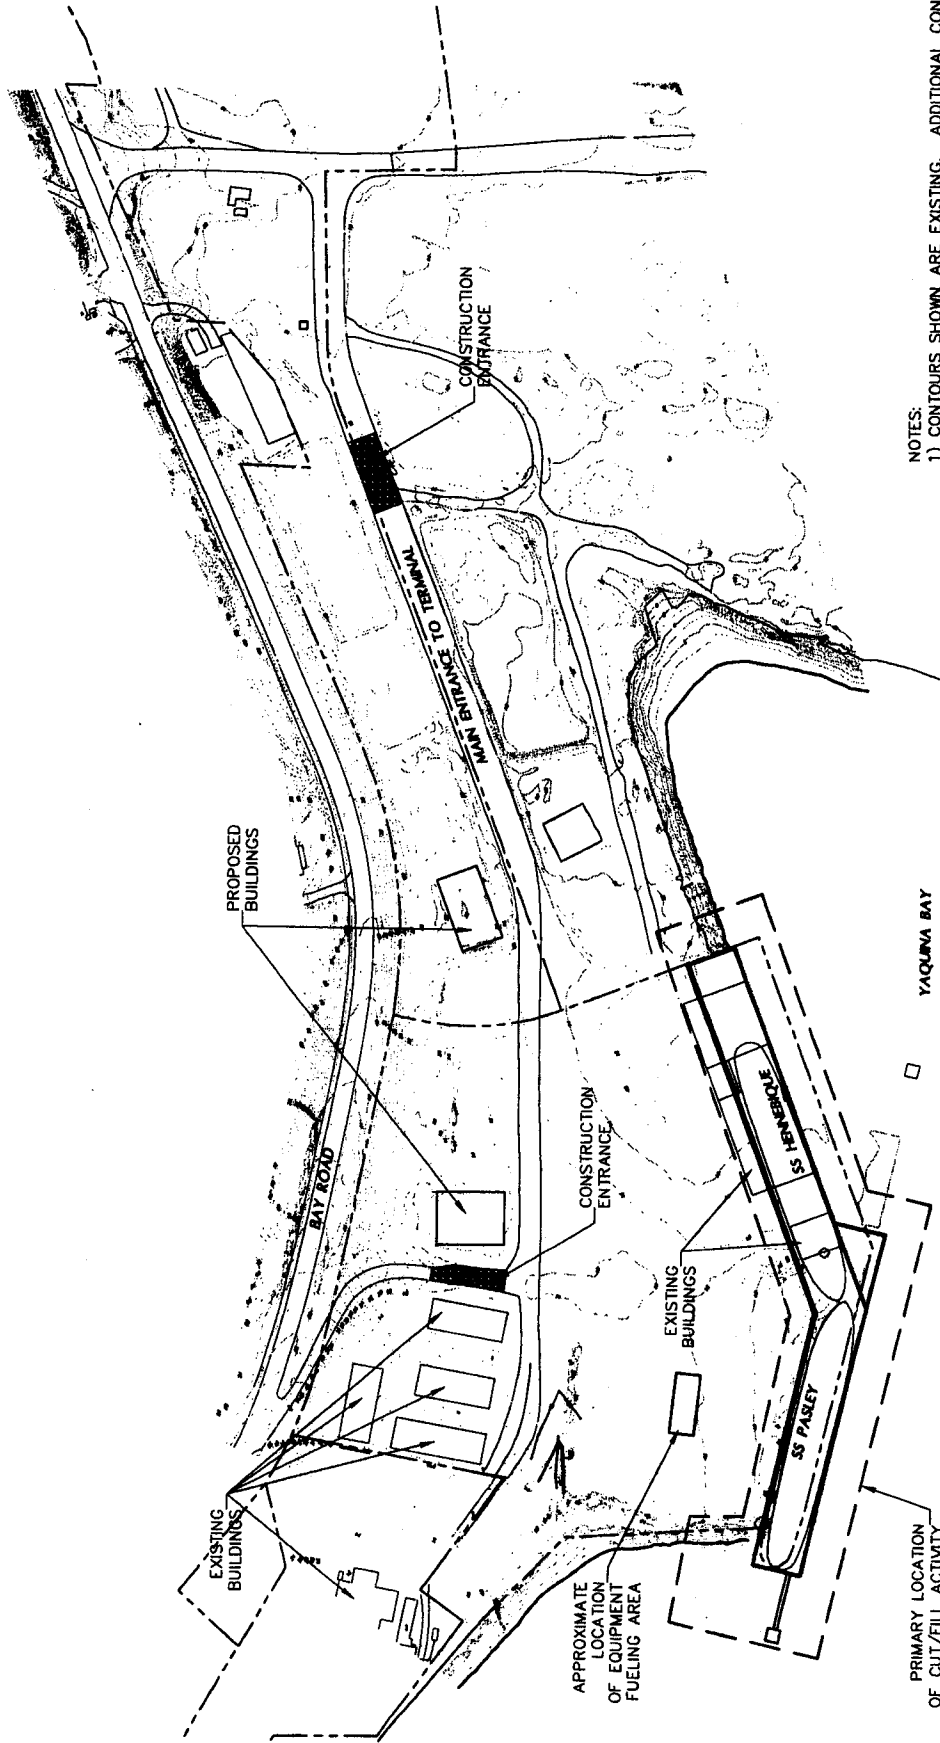 EXISTING
BUILDINGS
BAY ROAD
PROPOSED
BUILDINGS
APPROXIMATE
LOCATION
OF EQUIPMENT
FUELING AREA
CONSTRUCTION
ENTRANCE
MAIN ENTRANCE TO TERMINAL
CONSTRUCTION
ENTRANCE
EXISTING
BUILDINGS
SS PASLEY
SS HENNEBIQUE
PRIMARY LOCATION
OF CUT/FILL ACTIVITY
YAQUINA BAY
NOTES:
1) CONTOURS SHOWN ARE EXISTING. ADDITIONAL CON